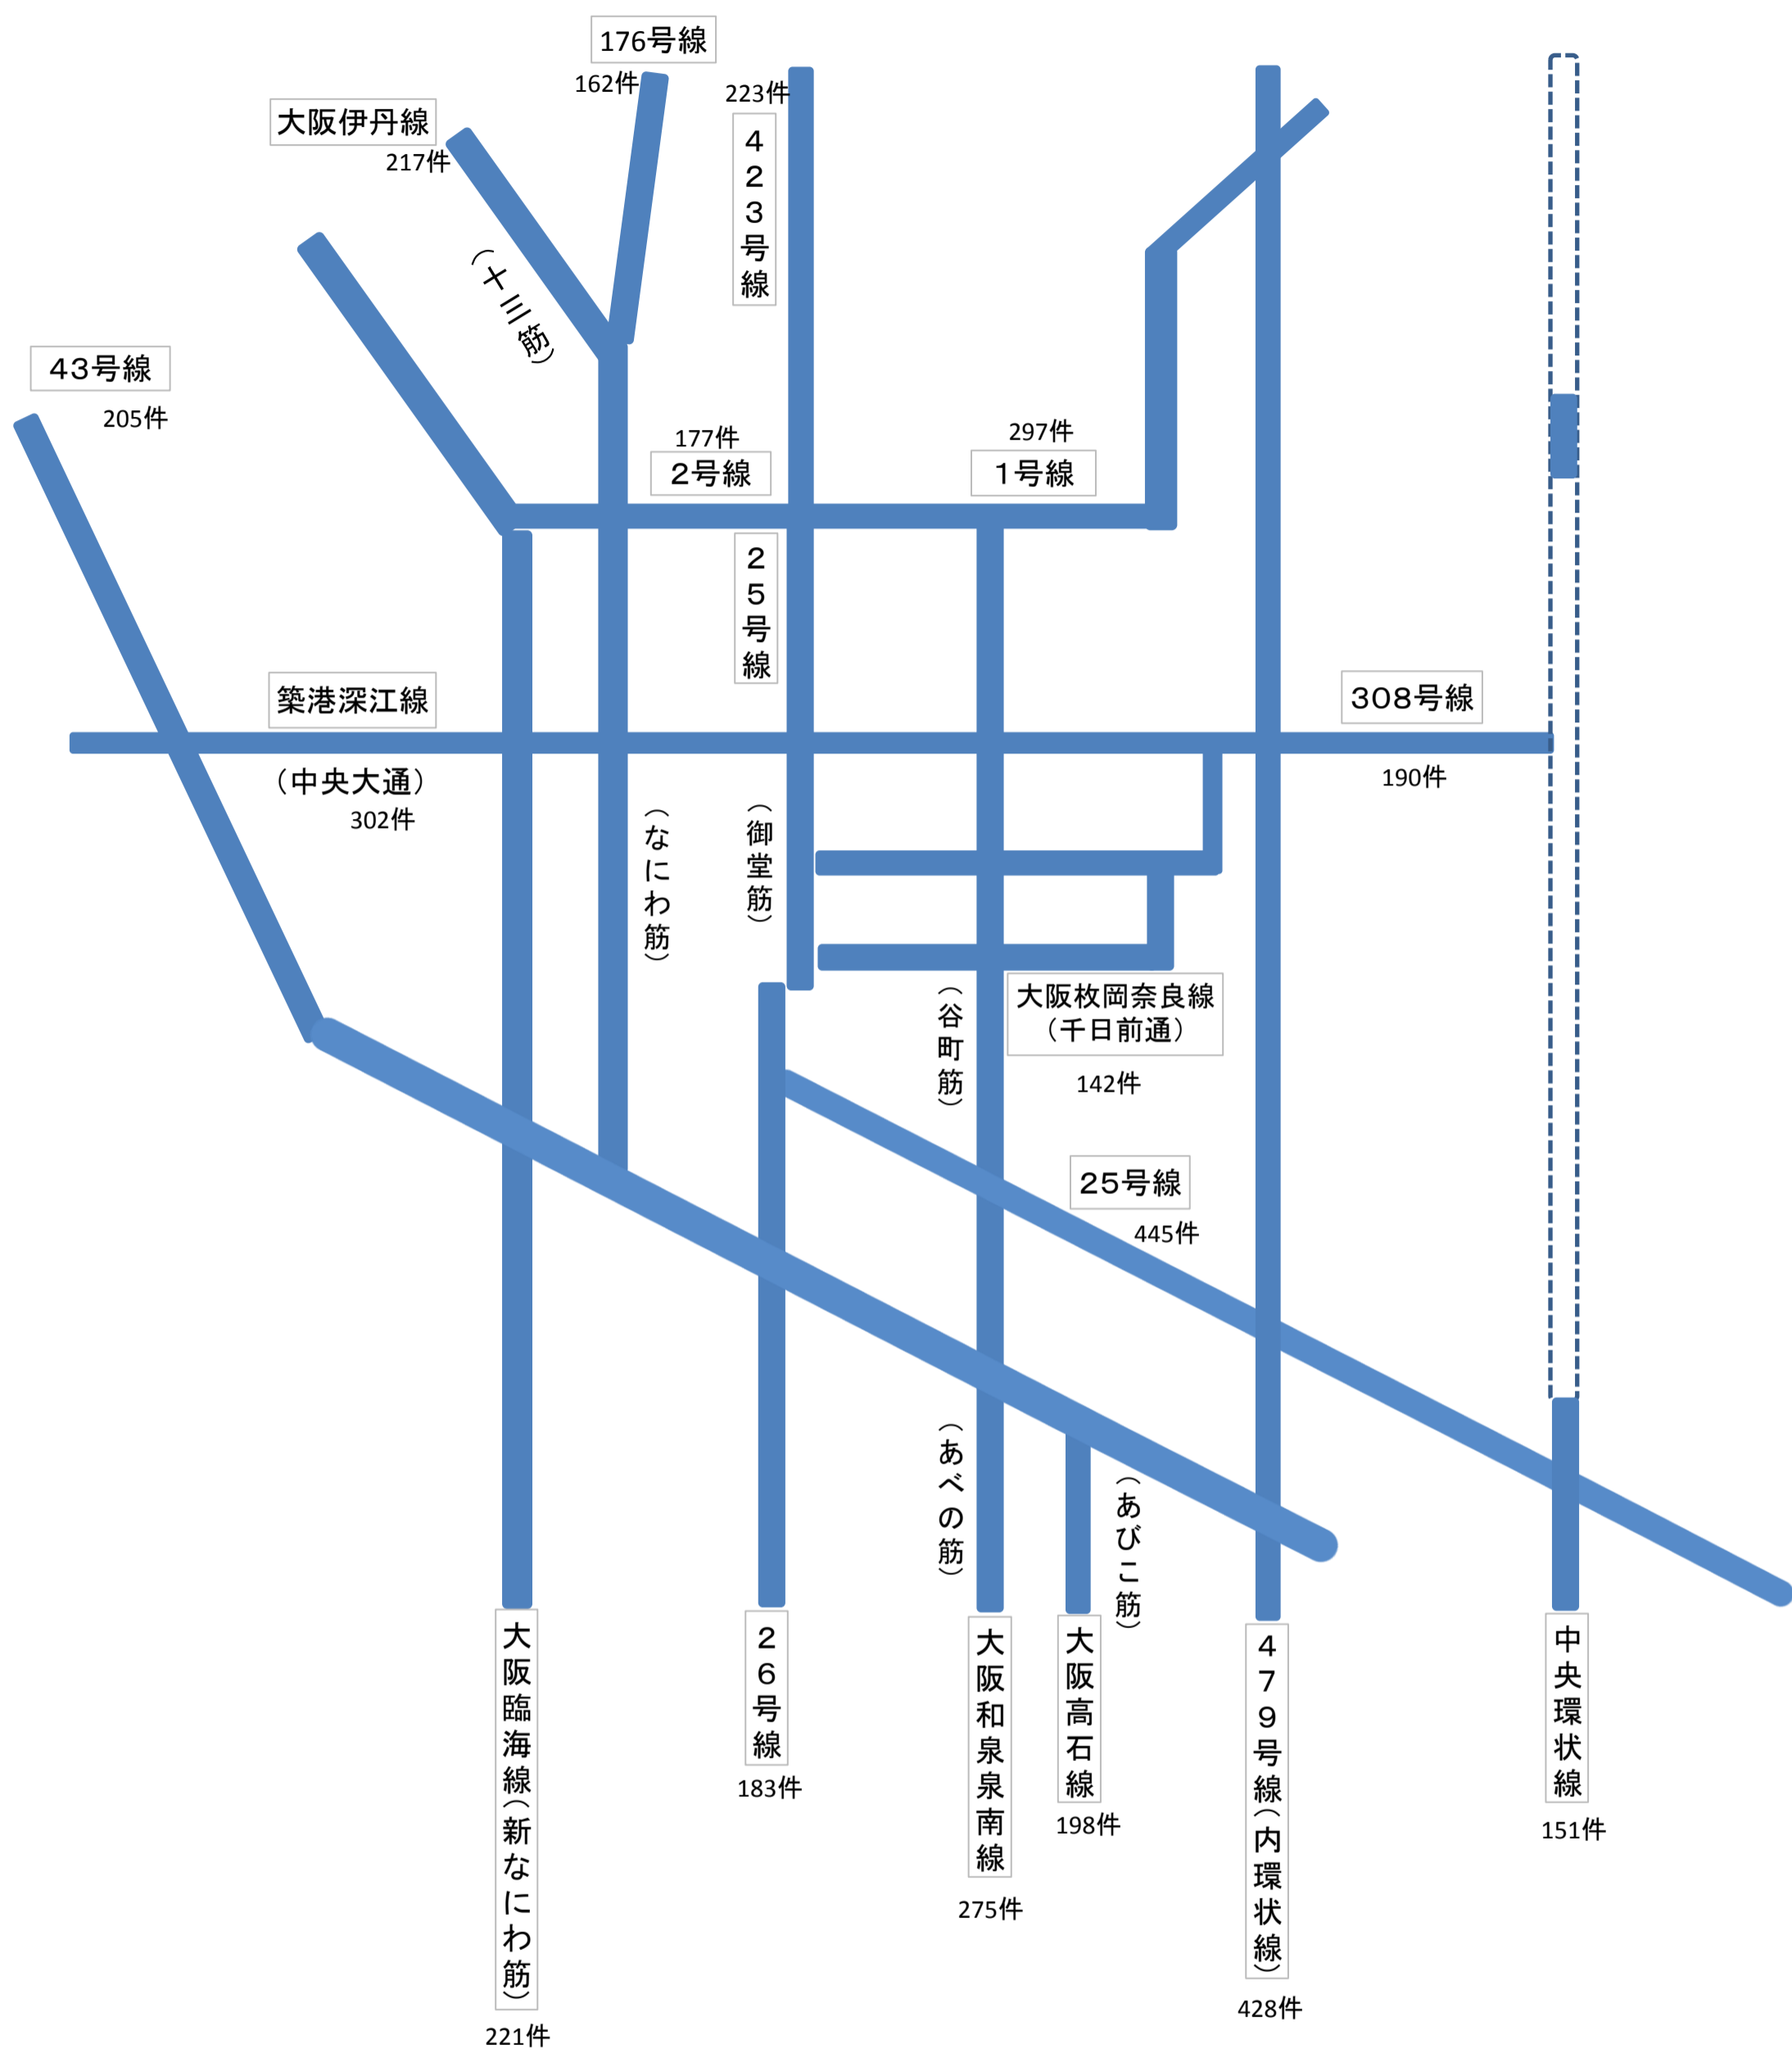 176号線
162件
大阪伊丹線
217件
223件
423号線
(十三筋)
43号線
205件
177件
2号線
297件
1号線
25号線
築港深江線
(中央大通)
302件
308号線
190件
(なにわ筋)
(御堂筋)
(谷町筋)
大阪枚岡奈良線
(千日前通)
142件
25号線
445件
(あべの筋)
(あびこ筋)
大阪臨海線(新なにわ筋)
221件
26号線
183件
大阪和泉泉南線
275件
大阪高石線
198件
479号線(内環状線)
428件
中央環状線
151件